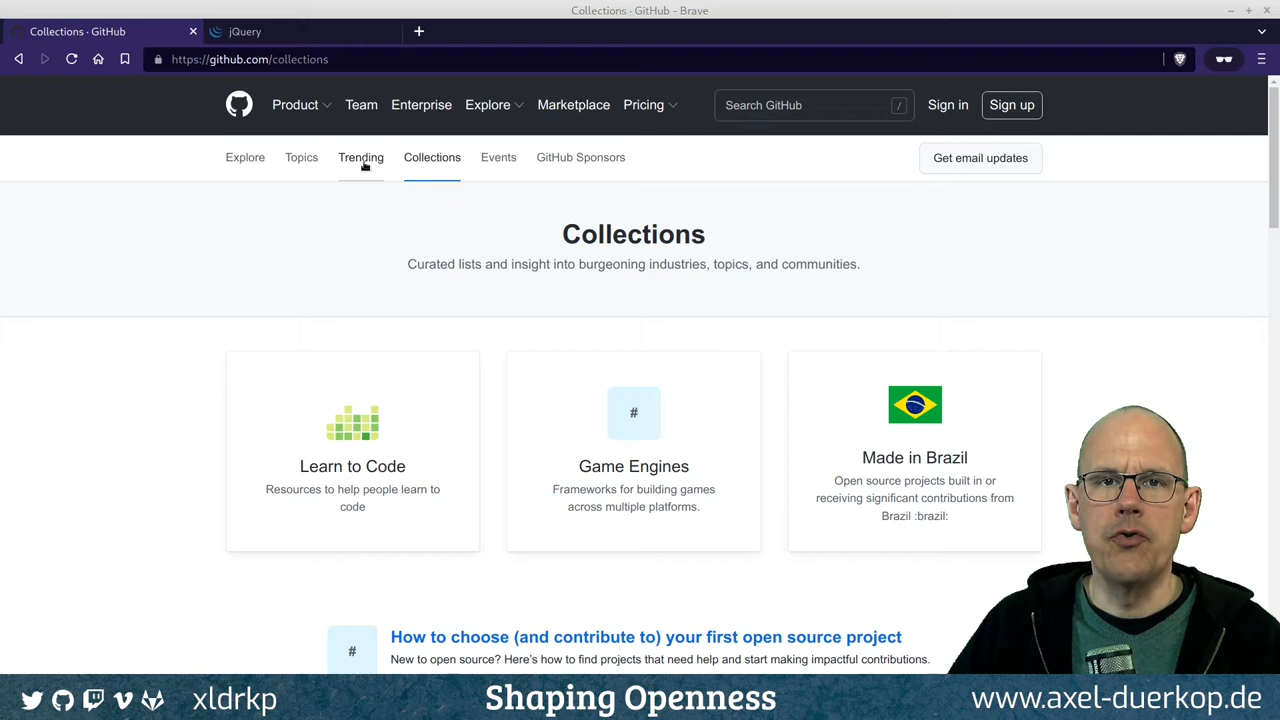 Collections · GitHub - Brave
Collections · GitHub
jQuery
https://github.com/collections
Product Team Enterprise Explore Marketplace Pricing Search GitHub / Sign in Sign up
Explore Topics Trending Collections Events GitHub Sponsors Get email updates
Collections
Curated lists and insight into burgeoning industries, topics, and communities.
Learn to Code
Resources to help people learn to
code
#
Game Engines
Frameworks for building games
across multiple platforms.
Made in Brazil
Open source projects built in or
receiving significant contributions from
Brazil :brazil:
#
How to choose (and contribute to) your first open source project
New to open source? Here’s how to find projects that need help and start making impactful contributions.
xldrkp Shaping Openness www.axel-duerkop.de